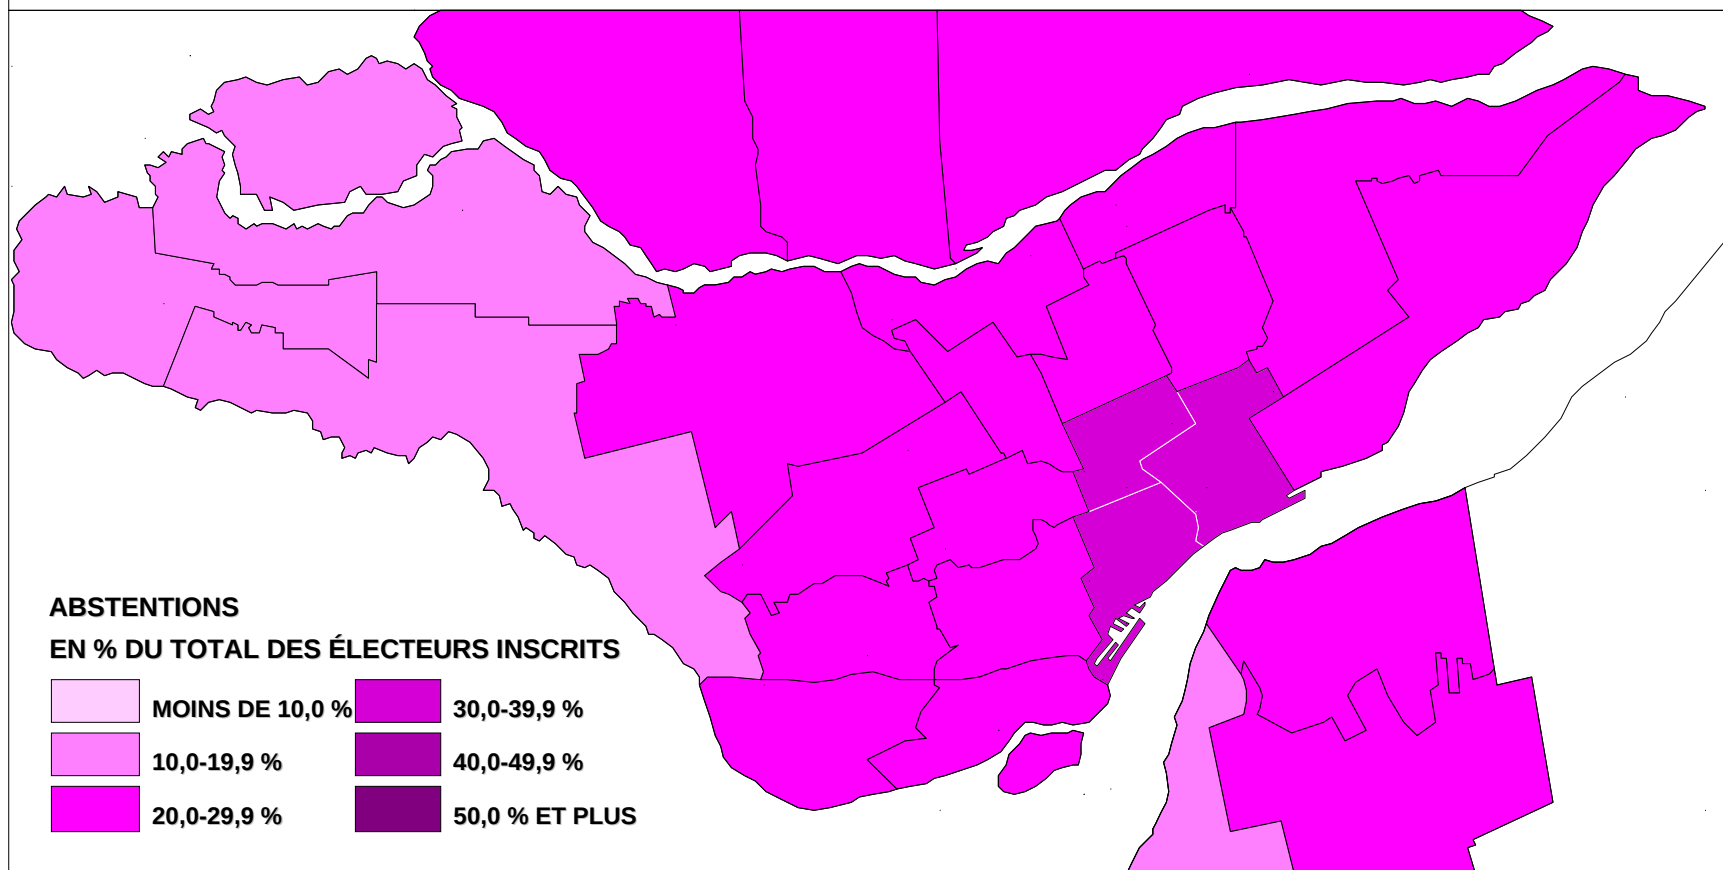 ABSTENTIONS
EN % DU TOTAL DES ÉLECTEURS INSCRITS
MOINS DE 10,0 %
10,0-19,9 %
20,0-29,9 %
30,0-39,9 %
40,0-49,9 %
50,0 % ET PLUS